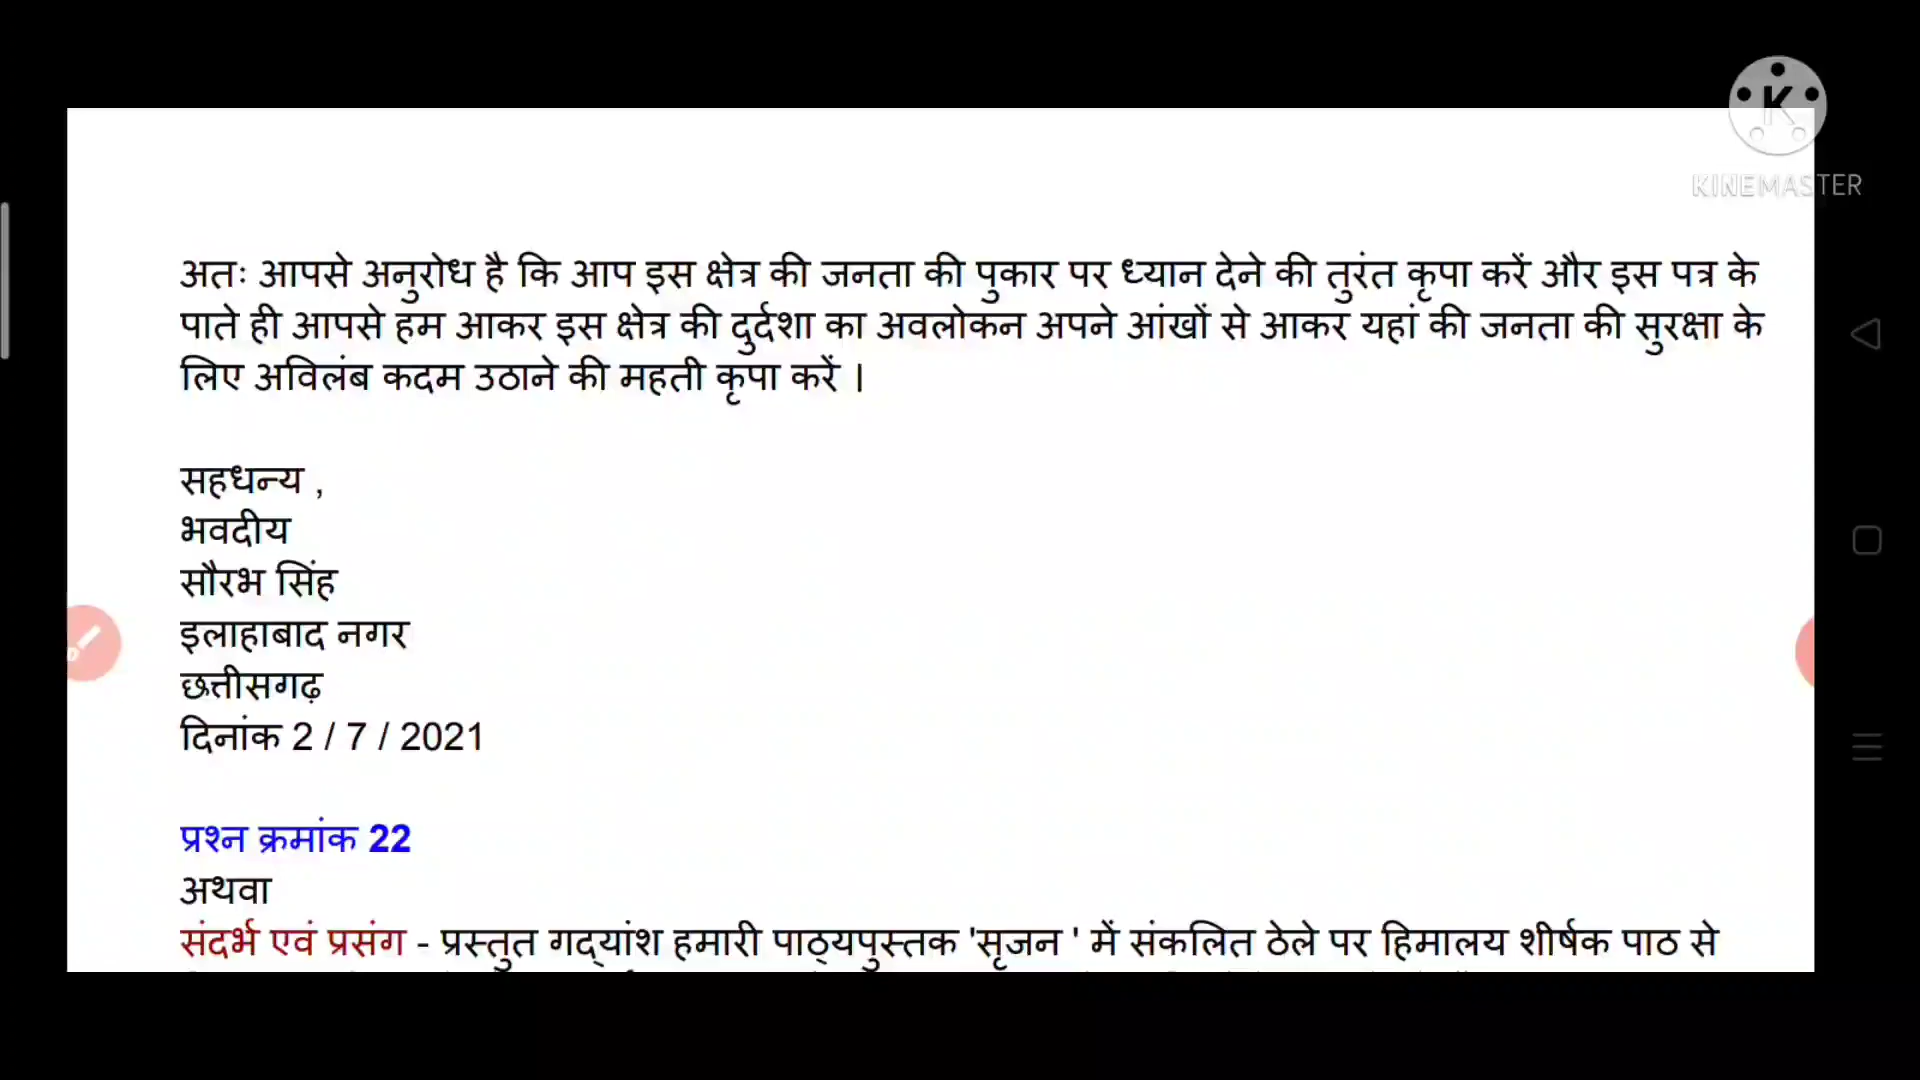 KINEMASTER
अतः आपसे अनुरोध है कि आप इस क्षेत्र की जनता की पुकार पर ध्यान देने की तुरंत कृपा करें और इस पत्र के
पाते ही आपसे हम आकर इस क्षेत्र की दुर्दशा का अवलोकन अपने आंखों से आकर यहां की जनता की सुरक्षा के
लिए अविलंब कदम उठाने की महती कृपा करें ।
सहधन्य ,
भवदीय
सौरभ सिंह
इलाहाबाद नगर
छत्तीसगढ़
दिनांक 2 / 7 / 2021
प्रश्न क्रमांक 22
अथवा
संदर्भ एवं प्रसंग - प्रस्तुत गद्यांश हमारी पाठ्यपुस्तक 'सृजन ' में संकलित ठेले पर हिमालय शीर्षक पाठ से